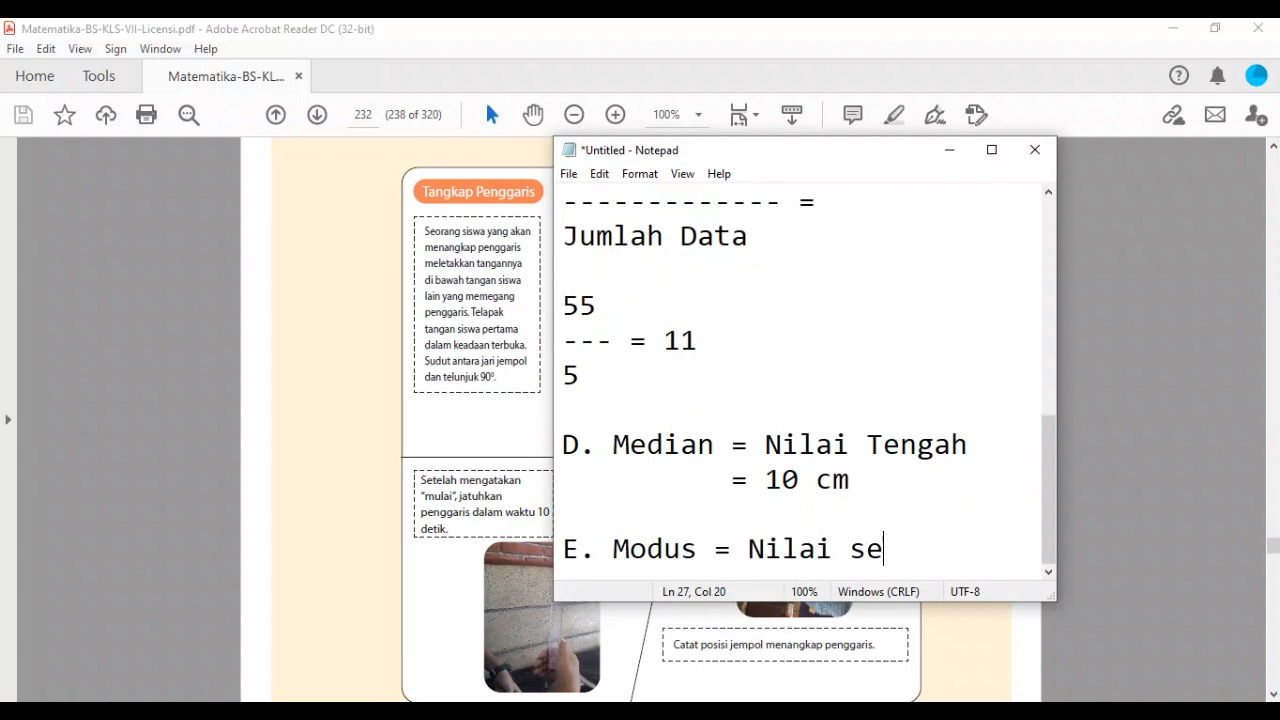 Matematika-BS-KLS-VII-Licensi.pdf - Adobe Acrobat Reader DC (32-bit)
File Edit View Sign Window Help
Home Tools Matematika-BS-KL... ×
232 (238 of 320) 100%
*Untitled - Notepad
File Edit Format View Help
------------- =
Jumlah Data
55
--- = 11
5
D. Median = Nilai Tengah
= 10 cm
E. Modus = Nilai se
Ln 27, Col 20 100% Windows (CRLF) UTF-8
Tangkap Penggaris
Seorang siswa yang akan
menangkap penggaris
meletakkan tangannya
di bawah tangan siswa
lain yang memegang
penggaris. Telapak
tangan siswa pertama
dalam keadaan terbuka.
Sudut antara jari jempol
dan telunjuk 90⁰.
Setelah mengatakan
“mulai”, jatuhkan
penggaris dalam waktu 10
detik.
Catat posisi jempol menangkap penggaris.